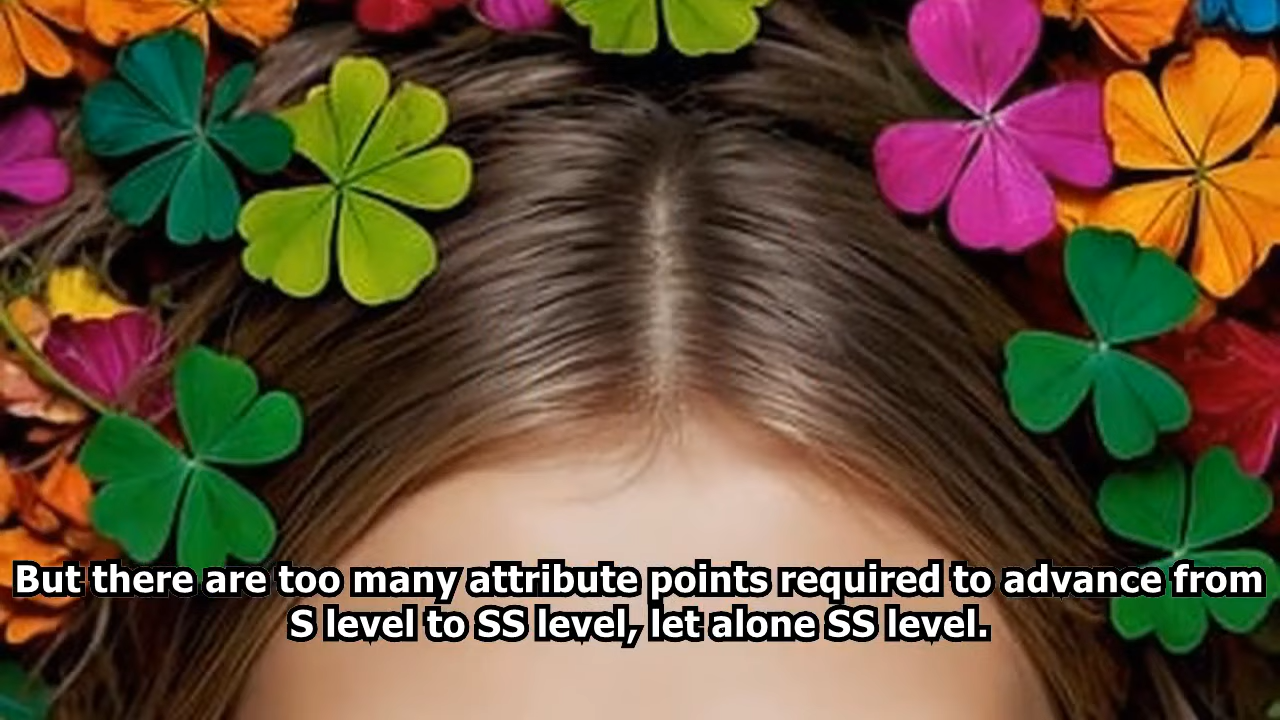 But there are too many attribute points required to advance from
S level to SS level, let alone SS level.